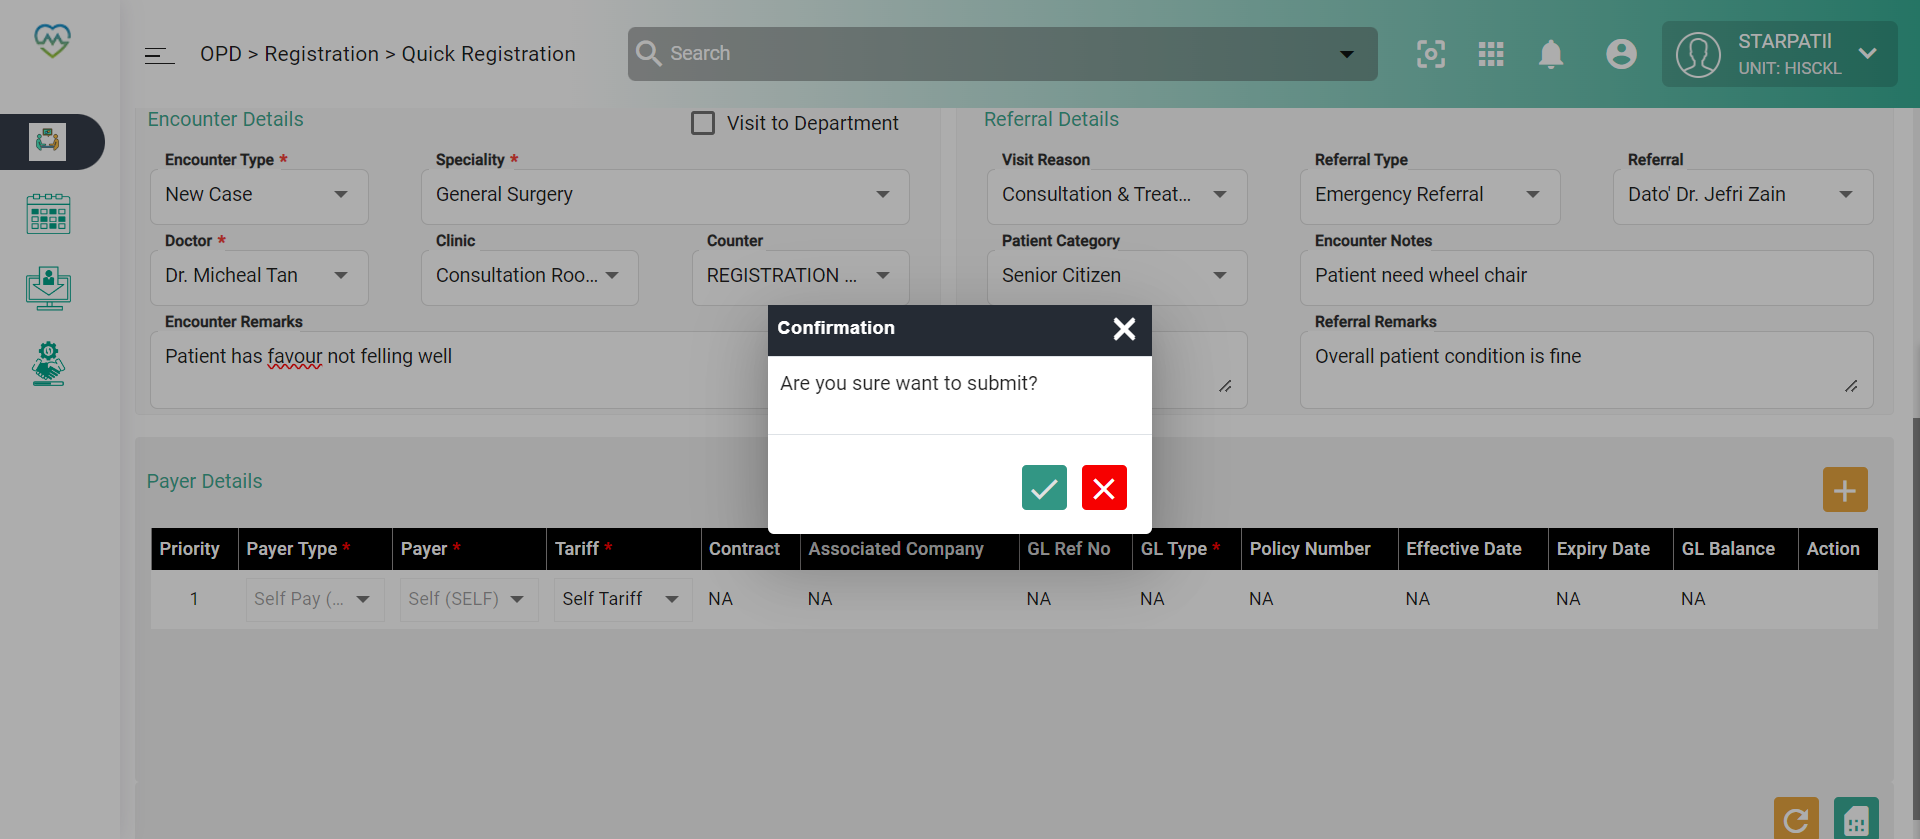 OPD > Registration > Quick Registration
Search
STARPATIl
UNIT: HISCKL
Encounter Details
Visit to Department
Referral Details
Encounter Type *
Speciality *
Visit Reason
Referral Type
Referral
New Case
General Surgery
Consultation & Treat...
Emergency Referral
Dato' Dr. Jefri Zain
Doctor *
Clinic
Counter
Patient Category
Encounter Notes
Dr. Micheal Tan
Consultation Roo...
REGISTRATION ...
Senior Citizen
Patient need wheel chair
Encounter Remarks
Referral Remarks
Patient has favour not felling well
Overall patient condition is fine
Confirmation
Are you sure want to submit?
Payer Details
Priority Payer Type * Payer * Tariff * Contract Associated Company GL Ref No GL Type * Policy Number Effective Date Expiry Date GL Balance Action
1 Self Pay (... Self (SELF) Self Tariff NA NA NA NA NA NA NA NA